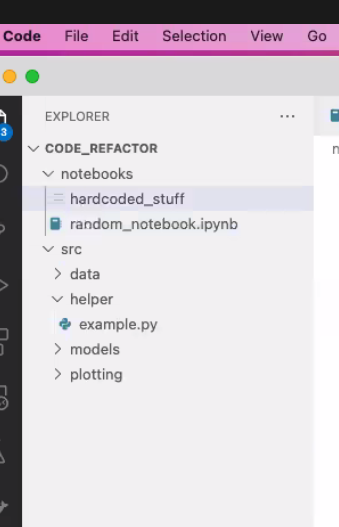 Code File Edit Selection View Go
EXPLORER ...
3
CODE_REFACTOR
notebooks
hardcoded_stuff
random_notebook.ipynb
src
data
helper
example.py
models
plotting